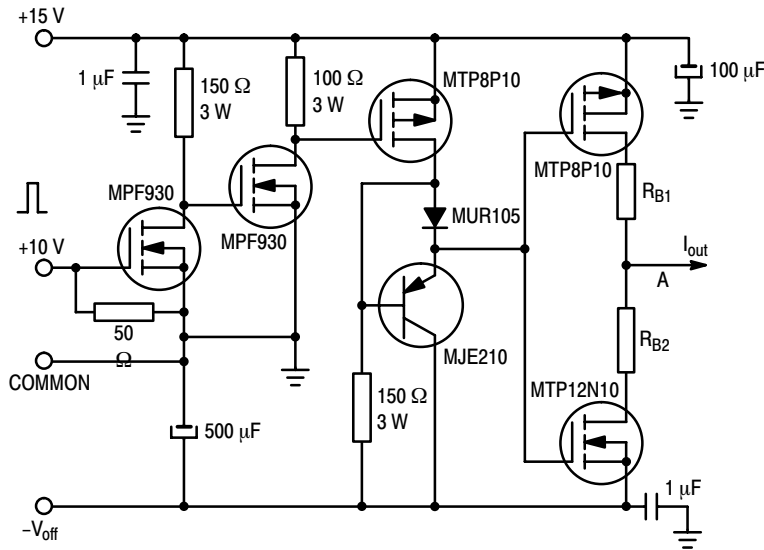 +15 V
1 μF
150 Ω
3 W
100 Ω
3 W
MTP8P10
100 μF
MTP8P10
MPF930
MPF930
MUR105
R_B1
+10 V
I_out
A
50
Ω
COMMON
MJE210
R_B2
MTP12N10
500 μF
150 Ω
3 W
1 μF
–V_off